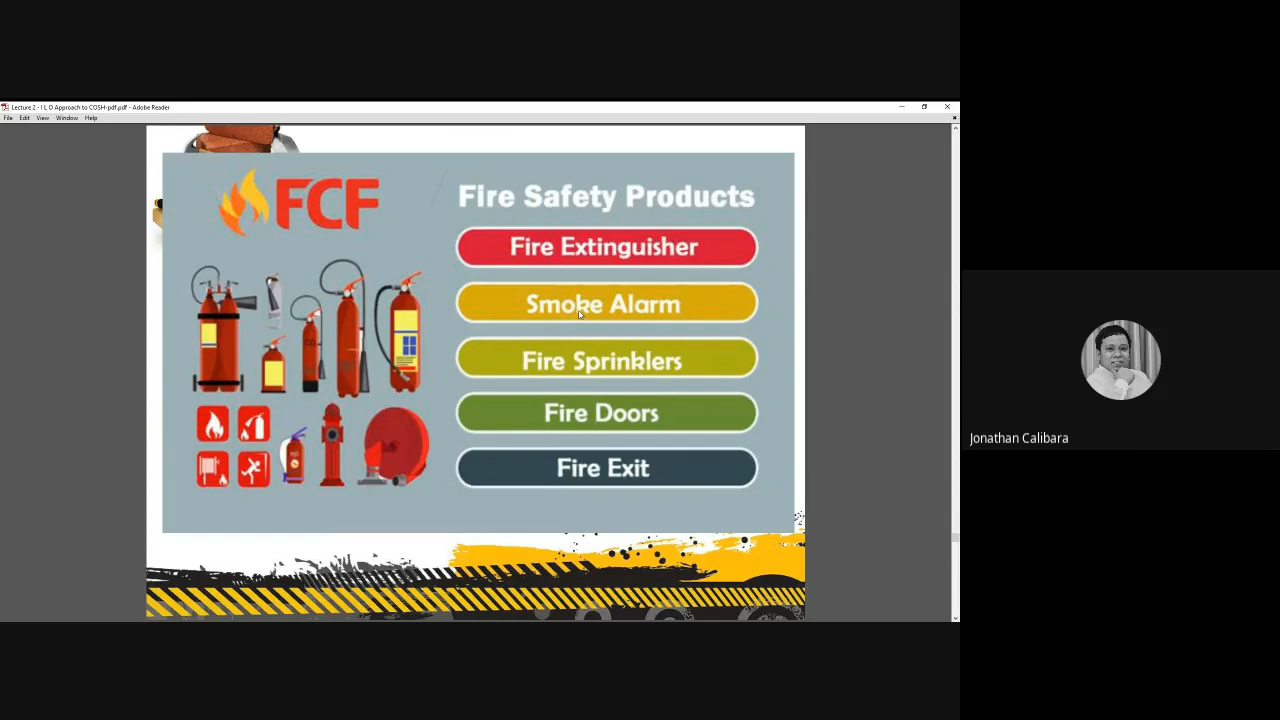 Lecture 2 - I L O Approach to COSH-pdf.pdf - Adobe Reader
File Edit View Window Help
FCF
Fire Safety Products
Fire Extinguisher
Smoke Alarm
Fire Sprinklers
Fire Doors
Fire Exit
Jonathan Calibara